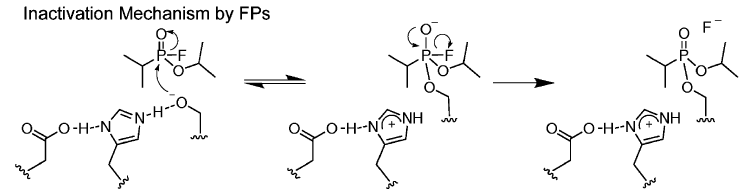 Inactivation Mechanism by FPs
O P F O
O⁻ P F O O
O P O O F⁻
O O-H N N H ⁻O
O O-H N + NH
O O-H N + NH